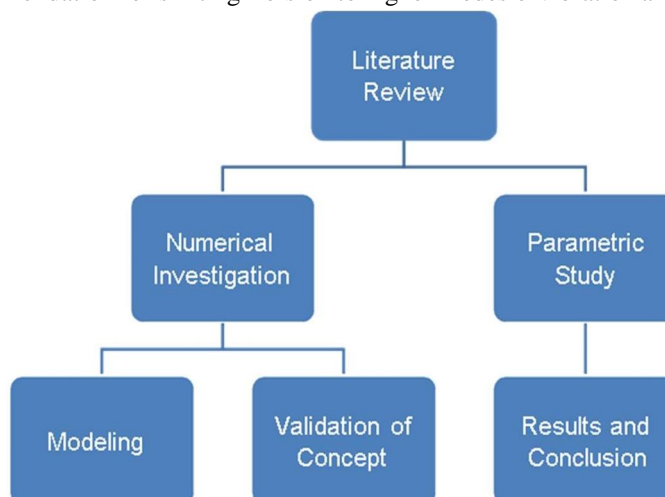 Literature
Review
Numerical
Investigation
Parametric
Study
Modeling
Validation of
Concept
Results and
Conclusion